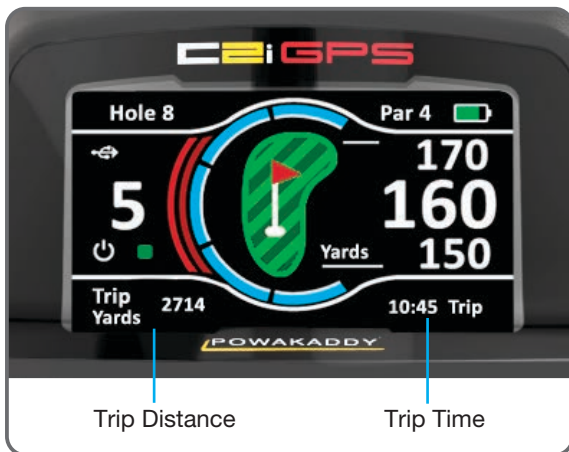 C2i GPS
Hole 8 Par 4
170
5 160
Yards 150
Trip Yards 2714 10:45 Trip
POWAKADDY
Trip Distance Trip Time